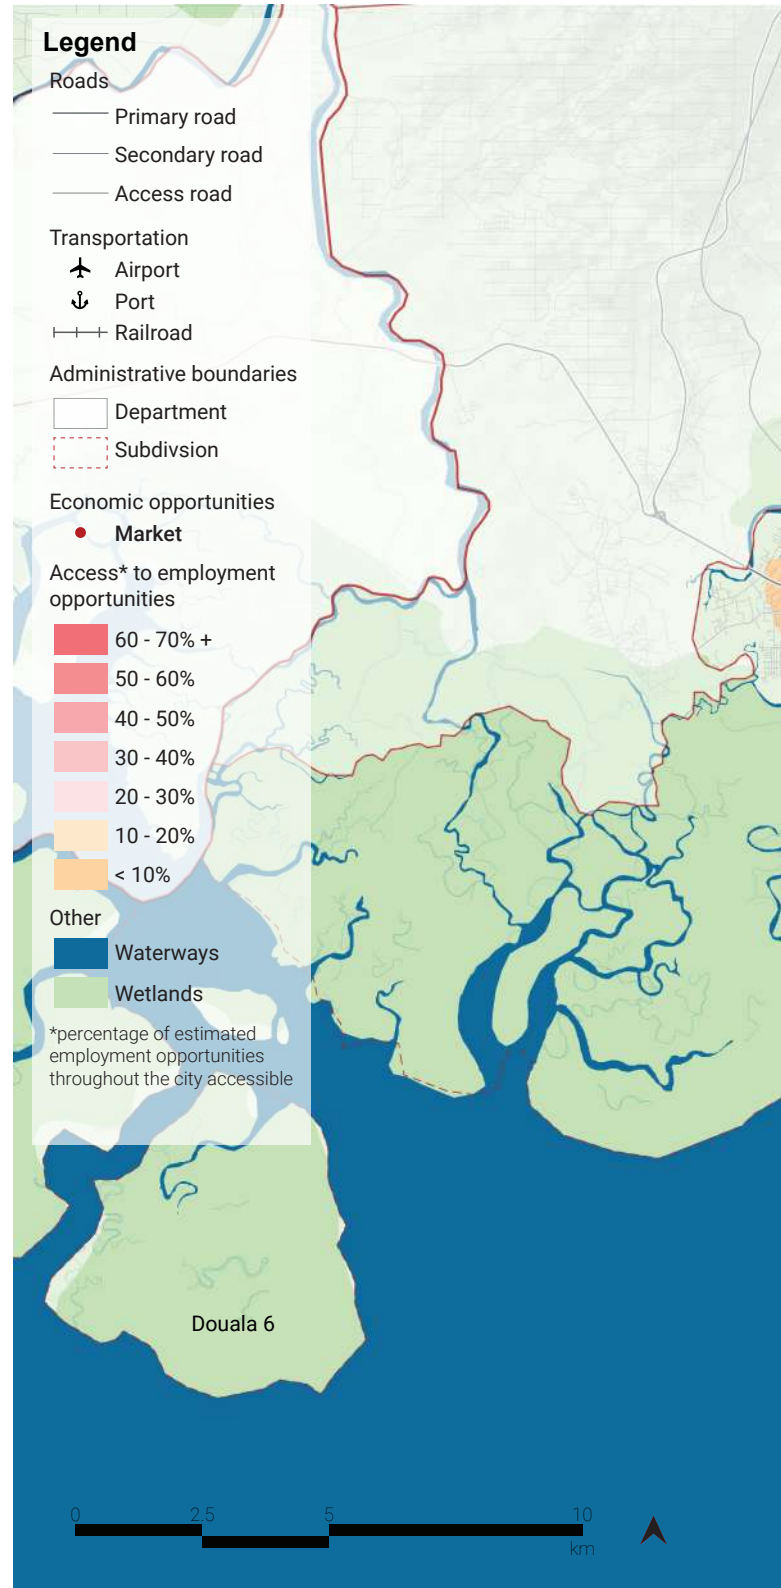 Legend
Roads
Primary road
Secondary road
Access road
Transportation
Airport
Port
Railroad
Administrative boundaries
Department
Subdivsion
Economic opportunities
Market
Access* to employment
opportunities
60 - 70% +
50 - 60%
40 - 50%
30 - 40%
20 - 30%
10 - 20%
< 10%
Other
Waterways
Wetlands
*percentage of estimated
employment opportunities
throughout the city accessible
Douala 6
0 2.5 5 10
km